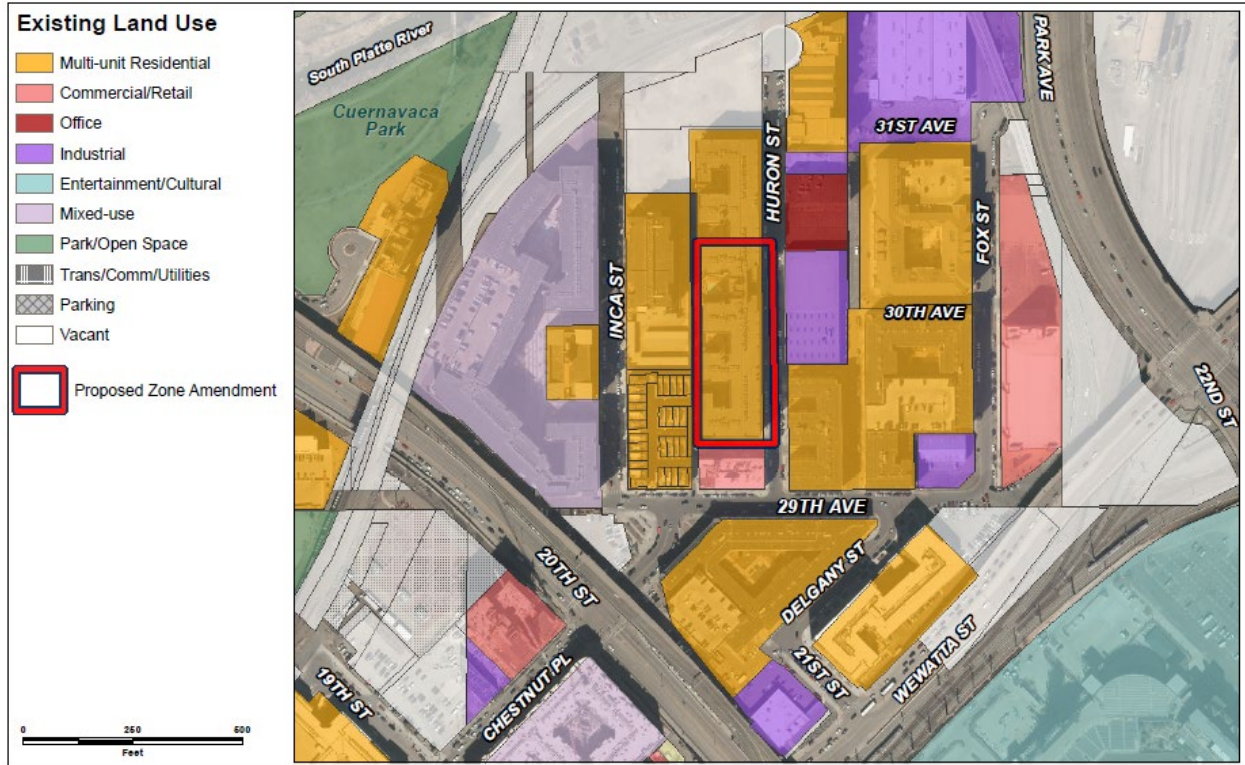 Existing Land Use
Multi-unit Residential
Commercial/Retail
Office
Industrial
Entertainment/Cultural
Mixed-use
Park/Open Space
Trans/Comm/Utilities
Parking
Vacant
Proposed Zone Amendment
0 250 500
Feet
South Platte River
Cuernavaca
Park
PARK AVE
31ST AVE
HURON ST
INCA ST
FOX ST
30TH AVE
22ND ST
29TH AVE
20TH ST
DELGANY ST
21ST ST
WEWATTA ST
CHESTNUT PL
19TH ST